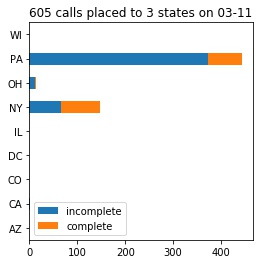 605 calls placed to 3 states on 03-11
WI
PA
OH
NY
IL
DC
CO
CA
AZ
incomplete
complete
0 100 200 300 400